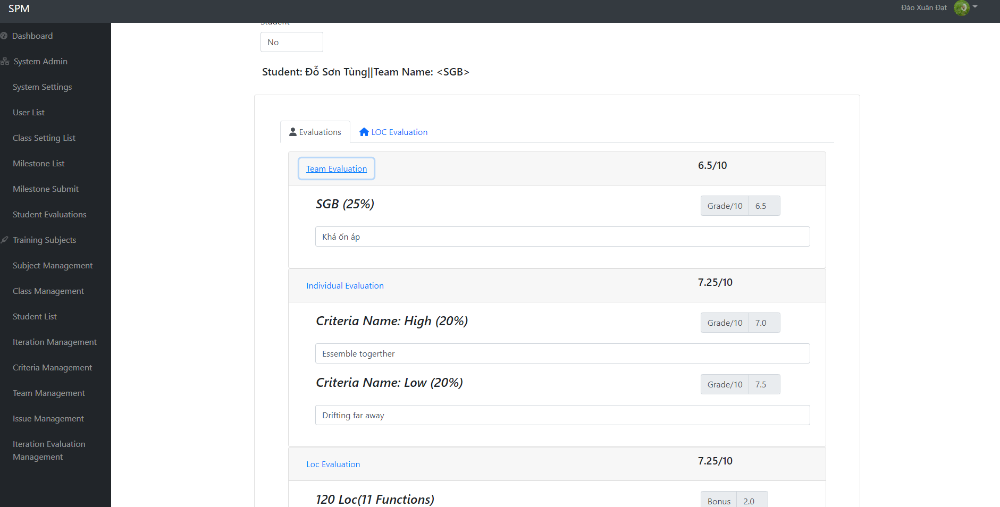 SPM
Đào Xuân Đạt
Dashboard
System Admin
System Settings
User List
Class Setting List
Milestone List
Milestone Submit
Student Evaluations
Training Subjects
Subject Management
Class Management
Student List
Iteration Management
Criteria Management
Team Management
Issue Management
Iteration Evaluation
Management
Student
No
Student: Đỗ Sơn Tùng||Team Name: <SGB>
Evaluations
LOC Evaluation
Team Evaluation
6.5/10
SGB (25%)
Grade/10 6.5
Khá ổn áp
Individual Evaluation
7.25/10
Criteria Name: High (20%)
Grade/10 7.0
Essemble togerther
Criteria Name: Low (20%)
Grade/10 7.5
Drifting far away
Loc Evaluation
7.25/10
120 Loc(11 Functions)
Bonus 2.0